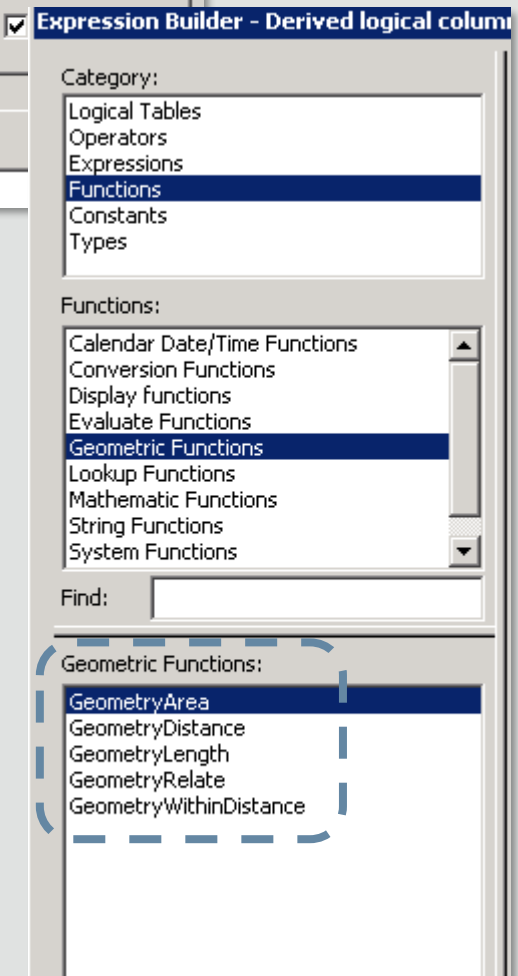 Expression Builder - Derived logical colum
Category:
Logical Tables
Operators
Expressions
Functions
Constants
Types
Functions:
Calendar Date/Time Functions
Conversion Functions
Display functions
Evaluate Functions
Geometric Functions
Lookup Functions
Mathematic Functions
String Functions
System Functions
Find:
Geometric Functions:
GeometryArea
GeometryDistance
GeometryLength
GeometryRelate
GeometryWithinDistance